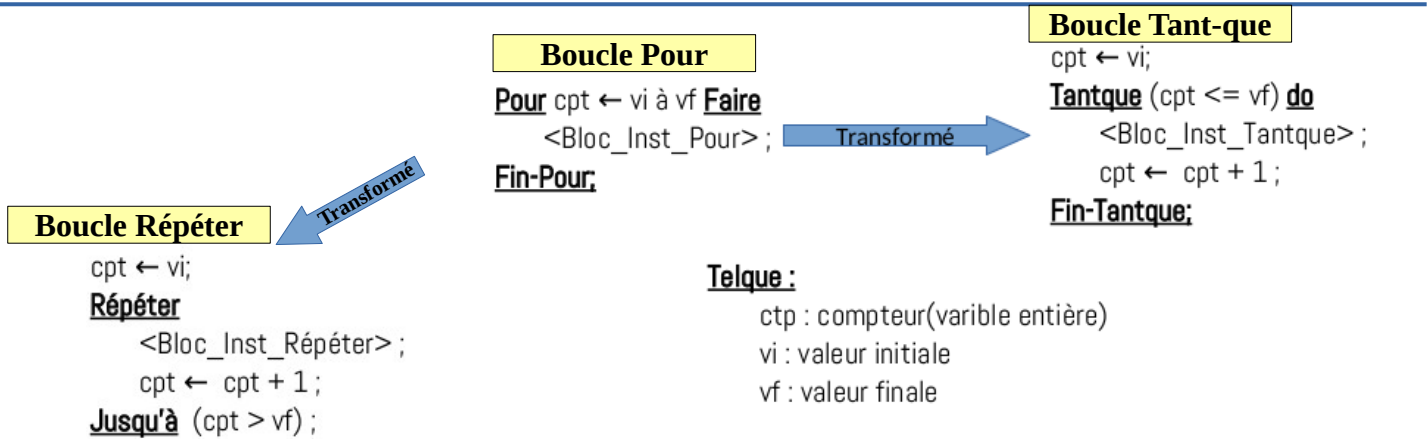 Boucle Pour
Pour cpt ← vi à vf Faire
<Bloc_Inst_Pour> ;
Fin-Pour;
Transformé
Boucle Tant-que
cpt ← vi;
Tantque (cpt <= vf) do
<Bloc_Inst_Tantque> ;
cpt ← cpt + 1 ;
Fin-Tantque;
Transformé
Boucle Répéter
cpt ← vi;
Répéter
<Bloc_Inst_Répéter> ;
cpt ← cpt + 1 ;
Jusqu'à (cpt > vf) ;
Telque :
ctp : compteur(varible entière)
vi : valeur initiale
vf : valeur finale